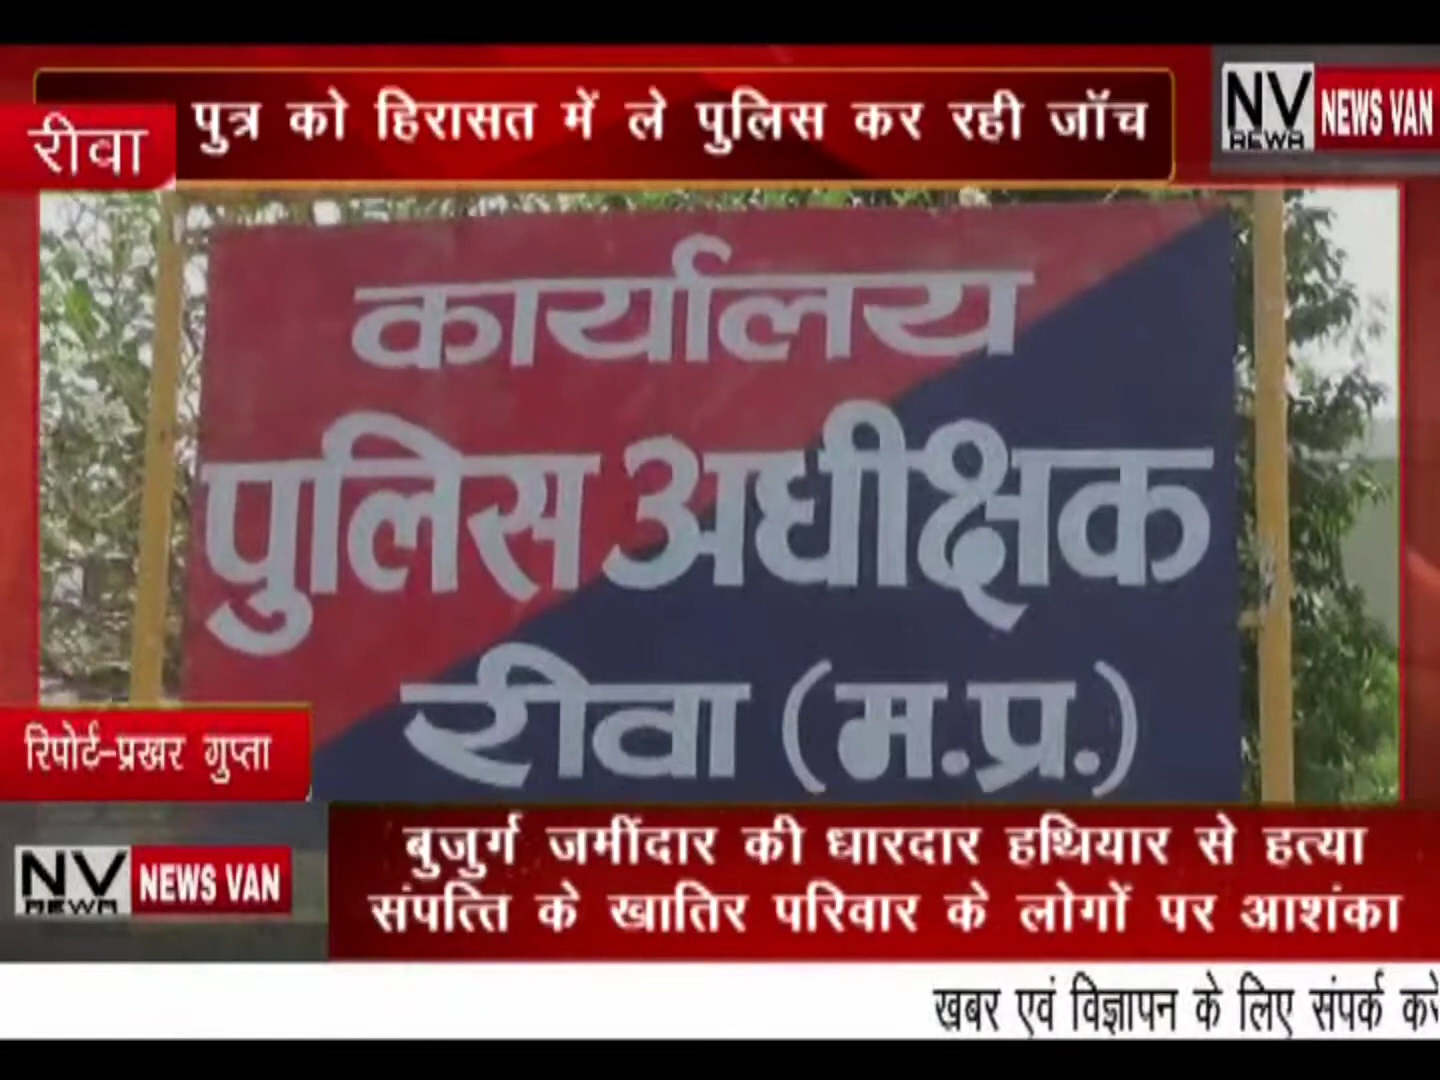 पुत्र को हिरासत में ले पुलिस कर रही जॉच
रीवा
NV
REWA
NEWS VAN
कार्यालय
पुलिस अधीक्षक
रीवा (म.प्र.)
रिपोर्ट-प्रखर गुप्ता
NV
REWA
NEWS VAN
बुजुर्ग जमींदार की धारदार हथियार से हत्या
संपत्ति के खातिर परिवार के लोगों पर आशंका
खबर एवं विज्ञापन के लिए संपर्क करे